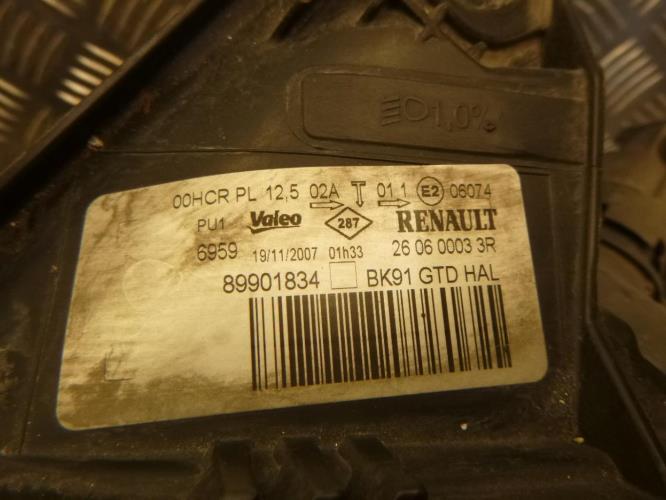 1,0%
00HCR PL 12,5 02A 01 1 E2 06074
PU1 Valeo 287 RENAULT
6959 19/11/2007 01h33 26 06 0003 3R
89901834 BK91 GTD HAL